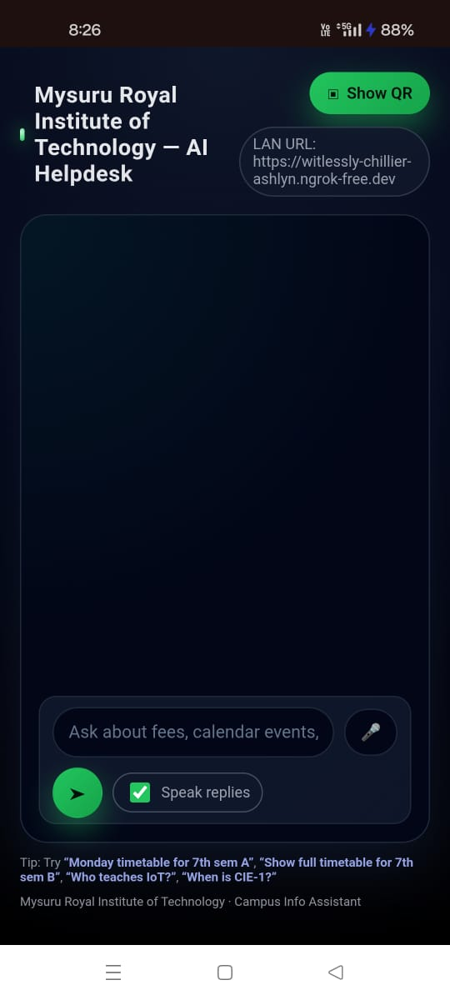 8:26
Vo LTE 5G 88%
Mysuru Royal
Institute of
Technology — AI
Helpdesk
Show QR
LAN URL:
https://witlessly-chillier-
ashlyn.ngrok-free.dev
Ask about fees, calendar events,
Speak replies
Tip: Try “Monday timetable for 7th sem A”, “Show full timetable for 7th
sem B”, “Who teaches IoT?”, “When is CIE-1?”
Mysuru Royal Institute of Technology · Campus Info Assistant